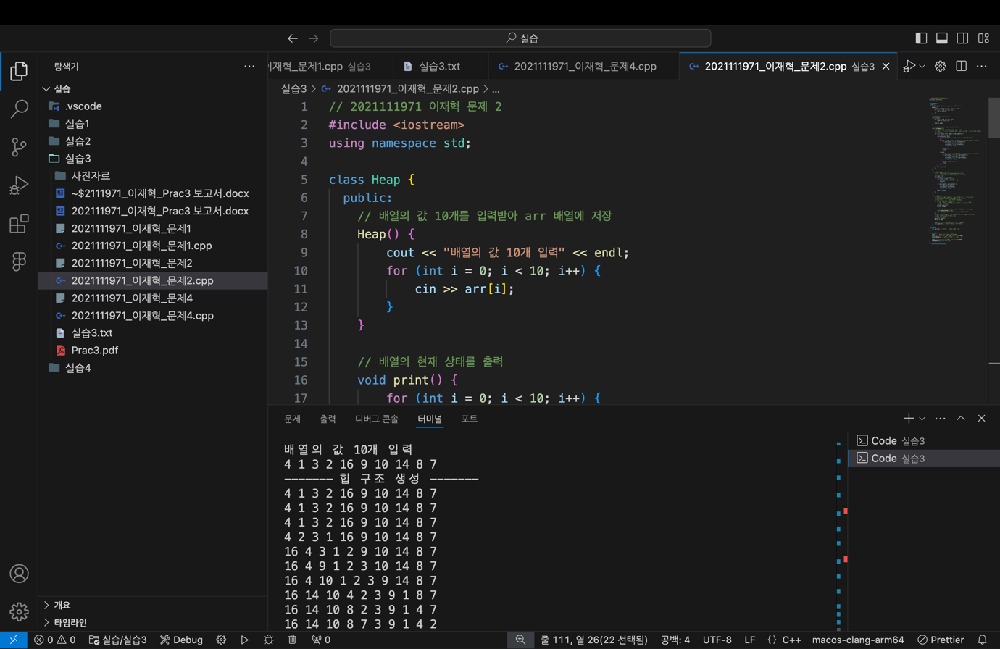 실습
탐색기
이재혁_문제1.cpp 실습3
실습3.txt
2021111971_이재혁_문제4.cpp
2021111971_이재혁_문제2.cpp 실습3
실습
.vscode
실습1
실습2
실습3
사진자료
~$2111971_이재혁_Prac3 보고서.docx
202111971_이재혁_Prac3 보고서.docx
2021111971_이재혁_문제1
2021111971_이재혁_문제1.cpp
2021111971_이재혁_문제2
2021111971_이재혁_문제2.cpp
2021111971_이재혁_문제4
2021111971_이재혁_문제4.cpp
실습3.txt
Prac3.pdf
실습4
개요
타임라인
실습3 > 2021111971_이재혁_문제2.cpp > ...
1 // 2021111971 이재혁 문제 2
2 #include <iostream>
3 using namespace std;
4
5 class Heap {
6 public:
7 // 배열의 값 10개를 입력받아 arr 배열에 저장
8 Heap() {
9 cout << "배열의 값 10개 입력" << endl;
10 for (int i = 0; i < 10; i++) {
11 cin >> arr[i];
12 }
13 }
14
15 // 배열의 현재 상태를 출력
16 void print() {
17 for (int i = 0; i < 10; i++) {
문제 출력 디버그 콘솔 터미널 포트
배열의 값 10개 입력
4 1 3 2 16 9 10 14 8 7
------- 힙 구조 생성 -------
4 1 3 2 16 9 10 14 8 7
4 1 3 2 16 9 10 14 8 7
4 1 3 2 16 9 10 14 8 7
4 2 3 1 16 9 10 14 8 7
16 4 3 1 2 9 10 14 8 7
16 4 9 1 2 3 10 14 8 7
16 4 10 1 2 3 9 14 8 7
16 14 10 4 2 3 9 1 8 7
16 14 10 8 2 3 9 1 4 7
16 14 10 8 7 3 9 1 4 2
Code 실습3
Code 실습3
0 0 실습/실습3 Debug 0 줄 111, 열 26(22 선택됨) 공백: 4 UTF-8 LF {} C++ macos-clang-arm64 Prettier